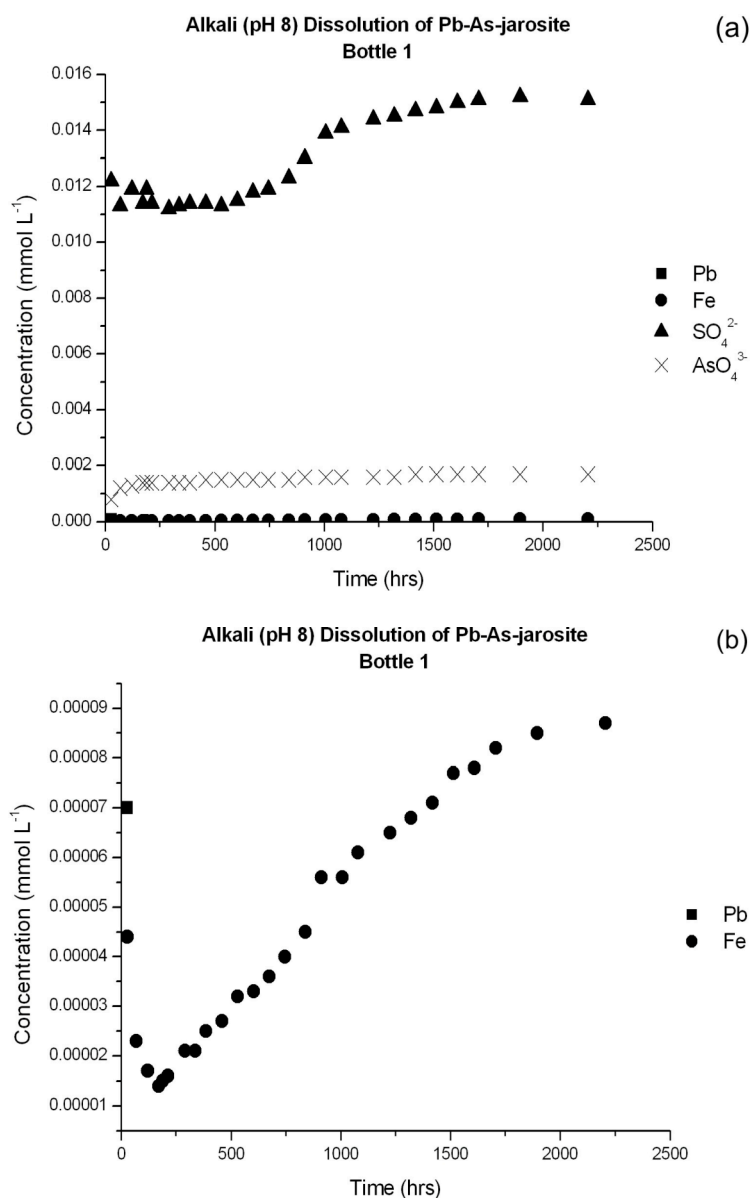 Alkali (pH 8) Dissolution of Pb-As-jarosite
Bottle 1
(a)
0.016
0.014
0.012
0.010
0.008
0.006
0.004
0.002
0.000
Concentration (mmol L⁻¹)
0 500 1000 1500 2000 2500
Time (hrs)
Pb
Fe
SO₄²⁻
AsO₄³⁻
Alkali (pH 8) Dissolution of Pb-As-jarosite
Bottle 1
(b)
0.00009
0.00008
0.00007
0.00006
0.00005
0.00004
0.00003
0.00002
0.00001
Concentration (mmol L⁻¹)
0 500 1000 1500 2000 2500
Time (hrs)
Pb
Fe